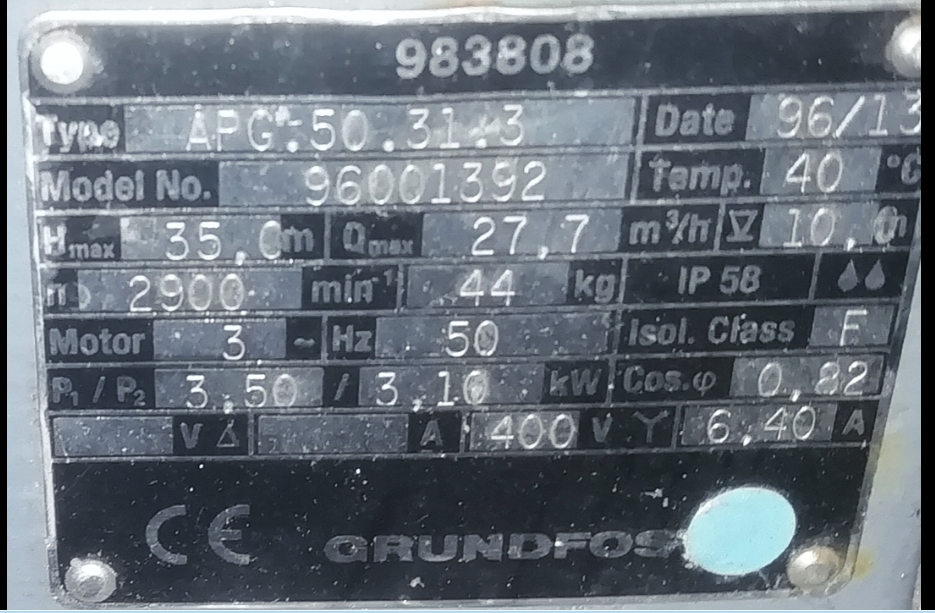 983808
Type APG.50.31.3 Date 96/13
Model No. 96001392 Temp. 40 °C
Hmax 35,0m Qmax 27,7 m³/h ⊽ 10,0m
n 2900 min⁻¹ 44 kg IP 58
Motor 3 ~ Hz 50 Isol. Class F
P₁ / P₂ 3,50 / 3,10 kW Cos.φ 0,82
V △ A 400 V Y 6,40 A
CE GRUNDFOS